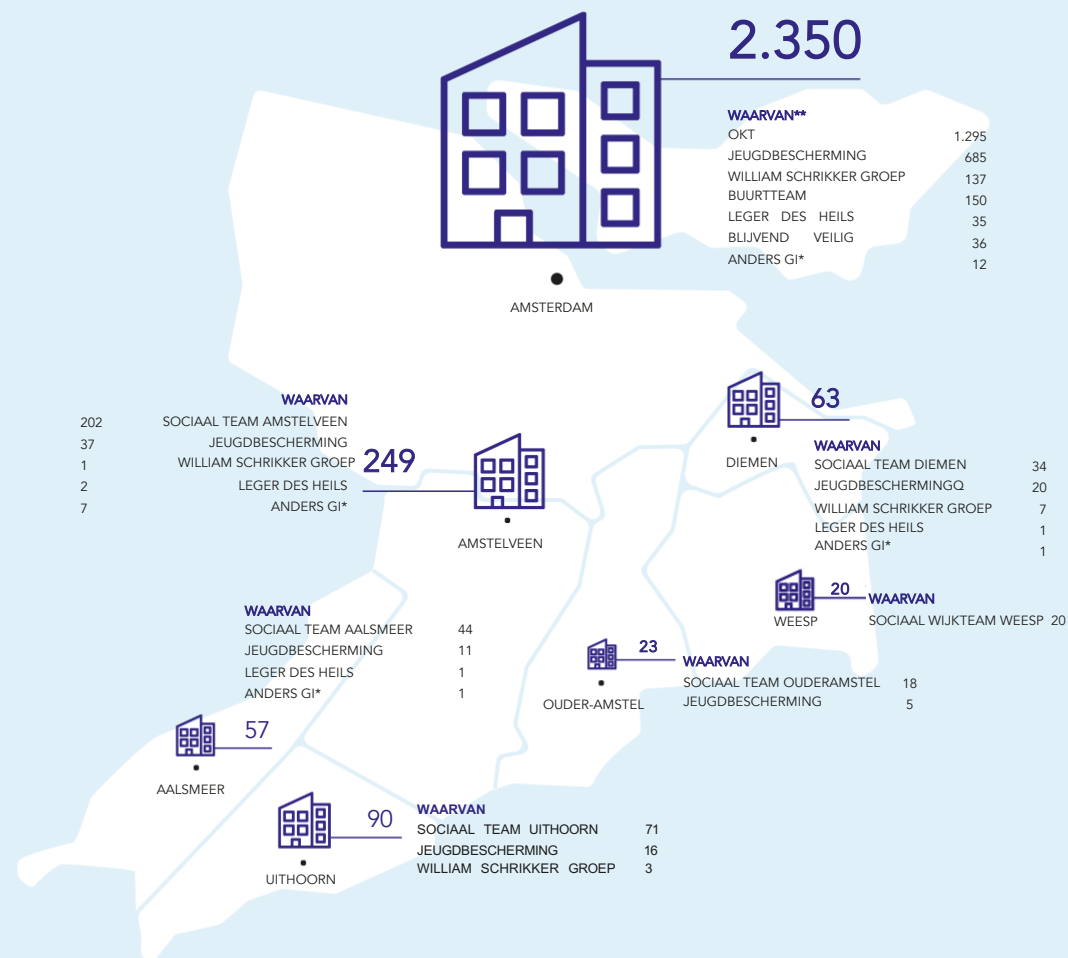 2.350
WAARVAN**
OKT 1.295
JEUGDBESCHERMING 685
WILLIAM SCHRIKKER GROEP 137
BUURTTEAM 150
LEGER DES HEILS 35
BLIJVEND VEILIG 36
ANDERS GI* 12
AMSTERDAM
WAARVAN
202 SOCIAAL TEAM AMSTELVEEN
37 JEUGDBESCHERMING
1 WILLIAM SCHRIKKER GROEP
2 LEGER DES HEILS
7 ANDERS GI*
249
AMSTELVEEN
63
DIEMEN
WAARVAN
SOCIAAL TEAM DIEMEN 34
JEUGDBESCHERMINGQ 20
WILLIAM SCHRIKKER GROEP 7
LEGER DES HEILS 1
ANDERS GI* 1
20
WEESP
WAARVAN
SOCIAAL WIJKTEAM WEESP 20
WAARVAN
SOCIAAL TEAM AALSMEER 44
JEUGDBESCHERMING 11
LEGER DES HEILS 1
ANDERS GI* 1
57
AALSMEER
23
OUDER-AMSTEL
WAARVAN
SOCIAAL TEAM OUDERAMSTEL 18
JEUGDBESCHERMING 5
90
UITHOORN
WAARVAN
SOCIAAL TEAM UITHOORN 71
JEUGDBESCHERMING 16
WILLIAM SCHRIKKER GROEP 3